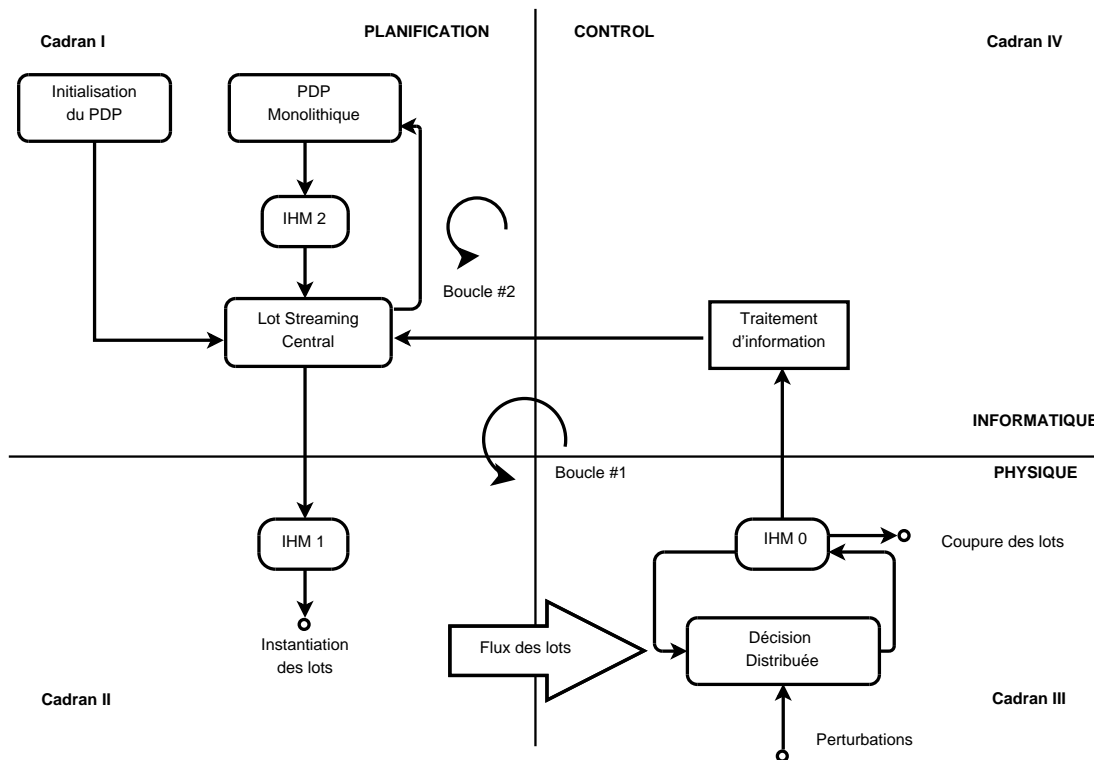 Cadran I
PLANIFICATION
CONTROL
Cadran IV
Initialisation
du PDP
PDP
Monolithique
IHM 2
Boucle #2
Lot Streaming
Central
Traitement
d'information
INFORMATIQUE
Boucle #1
PHYSIQUE
IHM 1
IHM 0
Coupure des lots
Instantiation
des lots
Flux des lots
Décision
Distribuée
Cadran II
Cadran III
Perturbations